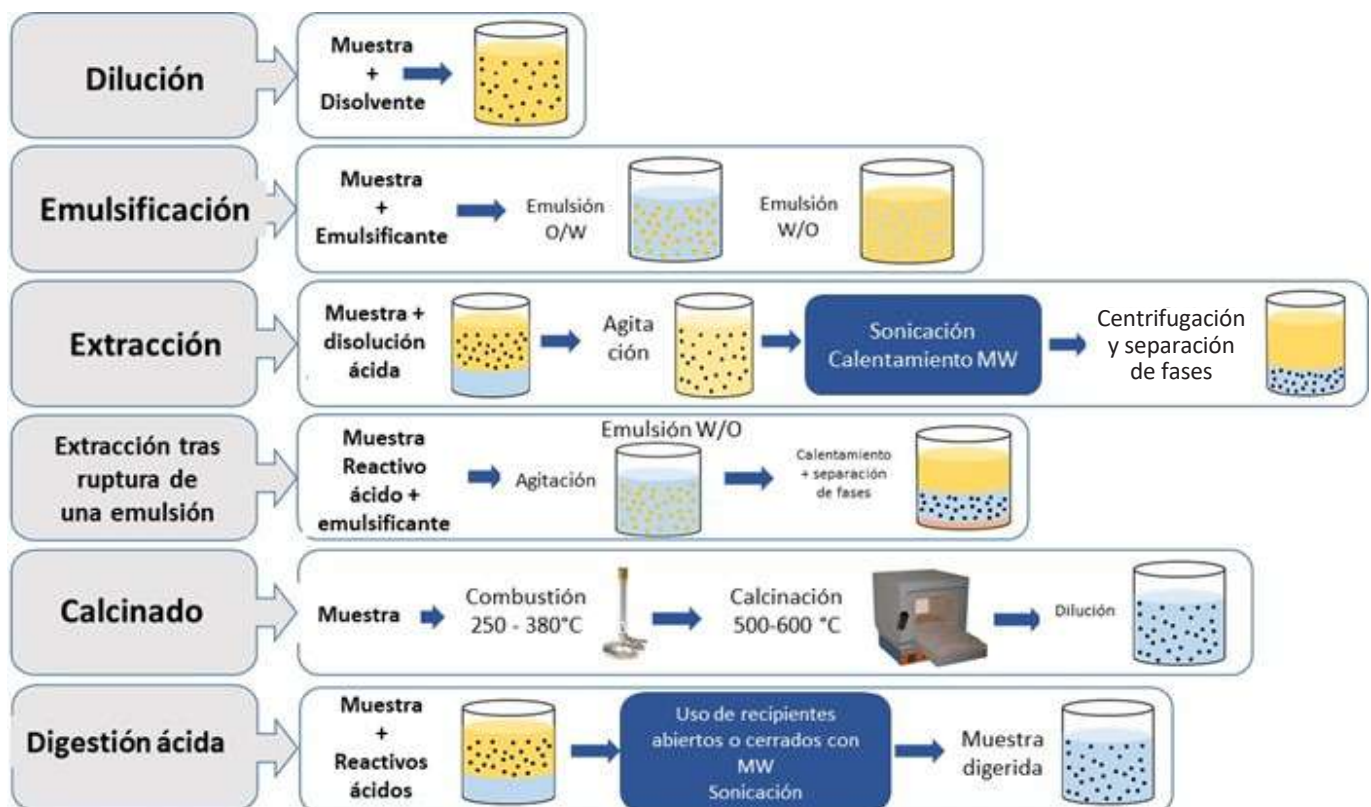 Dilución
Muestra
+
Disolvente
Emulsificación
Muestra
+
Emulsificante
Emulsión
O/W
Emulsión
W/O
Extracción
Muestra +
disolución
ácida
Agita
ción
Sonicación
Calentamiento MW
Centrifugación
y separación
de fases
Extracción tras
ruptura de
una emulsión
Muestra
Reactivo
ácido +
emulsificante
Agitación
Emulsión W/O
Calentamiento
+ separación
de fases
Calcinado
Muestra
Combustión
250 - 380°C
Calcinación
500-600 °C
Dilución
Digestión ácida
Muestra
+
Reactivos
ácidos
Uso de recipientes
abiertos o cerrados con
MW
Sonicación
Muestra
digerida